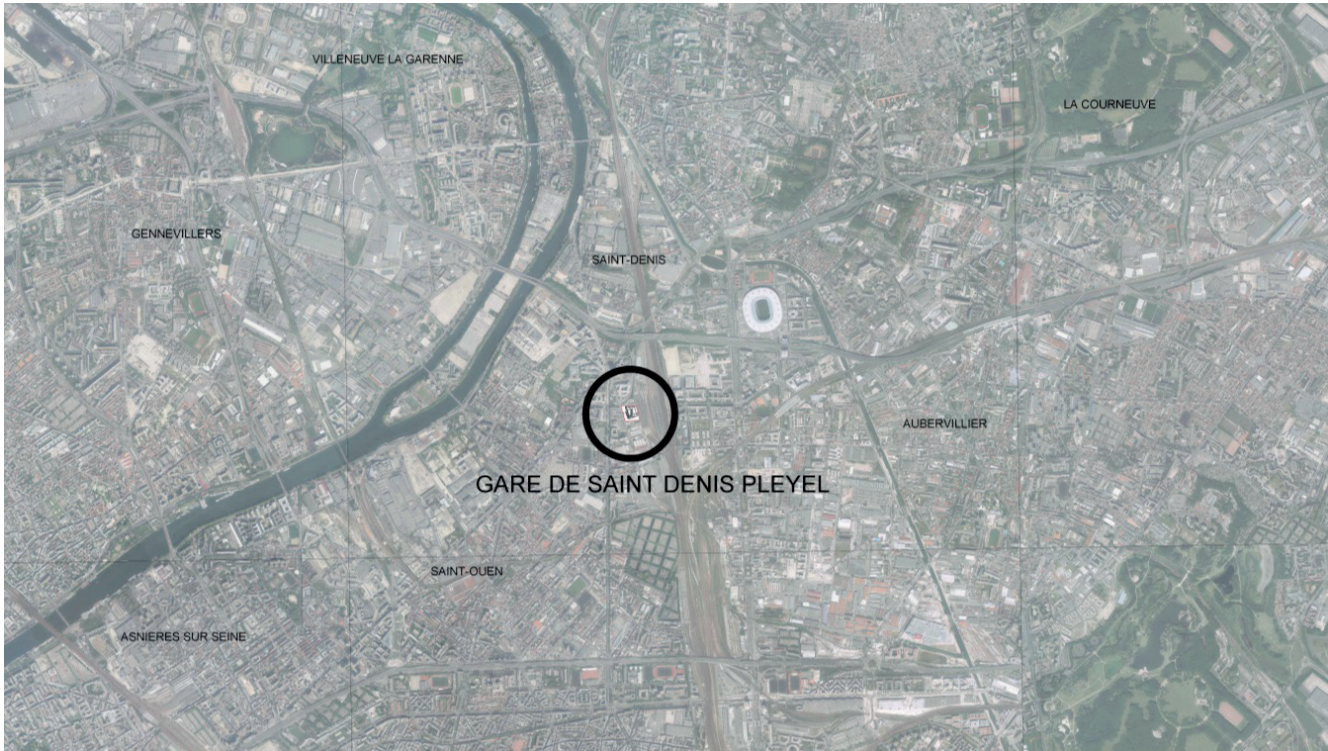 VILLENEUVE LA GARENNE
LA COURNEUVE
GENNEVILLERS
SAINT-DENIS
AUBERVILLIER
GARE DE SAINT DENIS PLEYEL
SAINT-OUEN
ASNIERES SUR SEINE